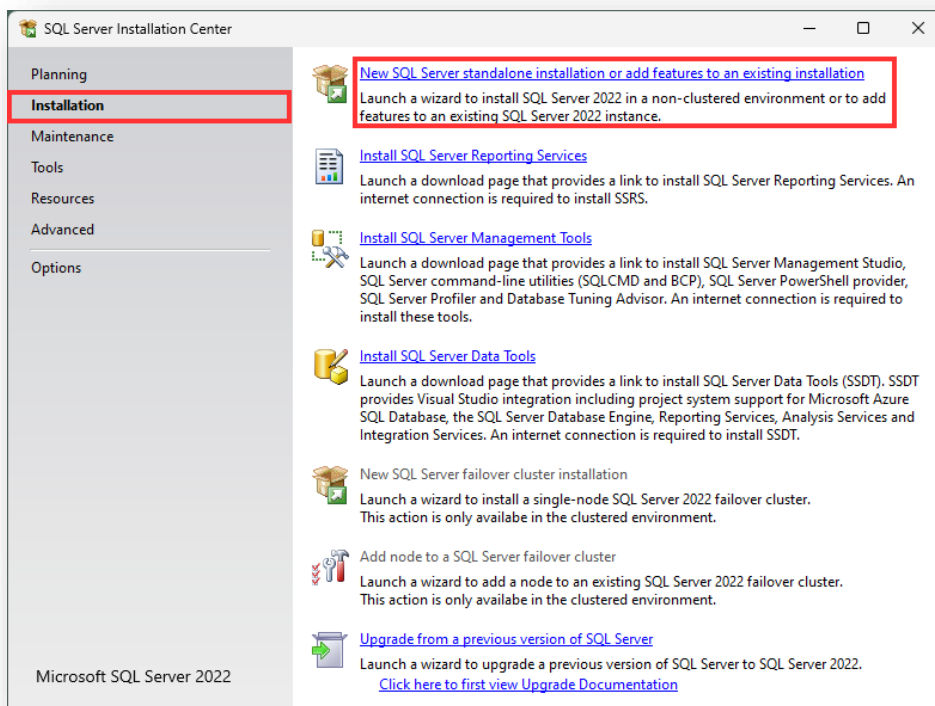 SQL Server Installation Center
Planning
Installation
Maintenance
Tools
Resources
Advanced
Options
Microsoft SQL Server 2022
New SQL Server standalone installation or add features to an existing installation
Launch a wizard to install SQL Server 2022 in a non-clustered environment or to add
features to an existing SQL Server 2022 instance.
Install SQL Server Reporting Services
Launch a download page that provides a link to install SQL Server Reporting Services. An
internet connection is required to install SSRS.
Install SQL Server Management Tools
Launch a download page that provides a link to install SQL Server Management Studio,
SQL Server command-line utilities (SQLCMD and BCP), SQL Server PowerShell provider,
SQL Server Profiler and Database Tuning Advisor. An internet connection is required to
install these tools.
Install SQL Server Data Tools
Launch a download page that provides a link to install SQL Server Data Tools (SSDT). SSDT
provides Visual Studio integration including project system support for Microsoft Azure
SQL Database, the SQL Server Database Engine, Reporting Services, Analysis Services and
Integration Services. An internet connection is required to install SSDT.
New SQL Server failover cluster installation
Launch a wizard to install a single-node SQL Server 2022 failover cluster.
This action is only availabe in the clustered environment.
Add node to a SQL Server failover cluster
Launch a wizard to add a node to an existing SQL Server 2022 failover cluster.
This action is only availabe in the clustered environment.
Upgrade from a previous version of SQL Server
Launch a wizard to upgrade a previous version of SQL Server to SQL Server 2022.
Click here to first view Upgrade Documentation